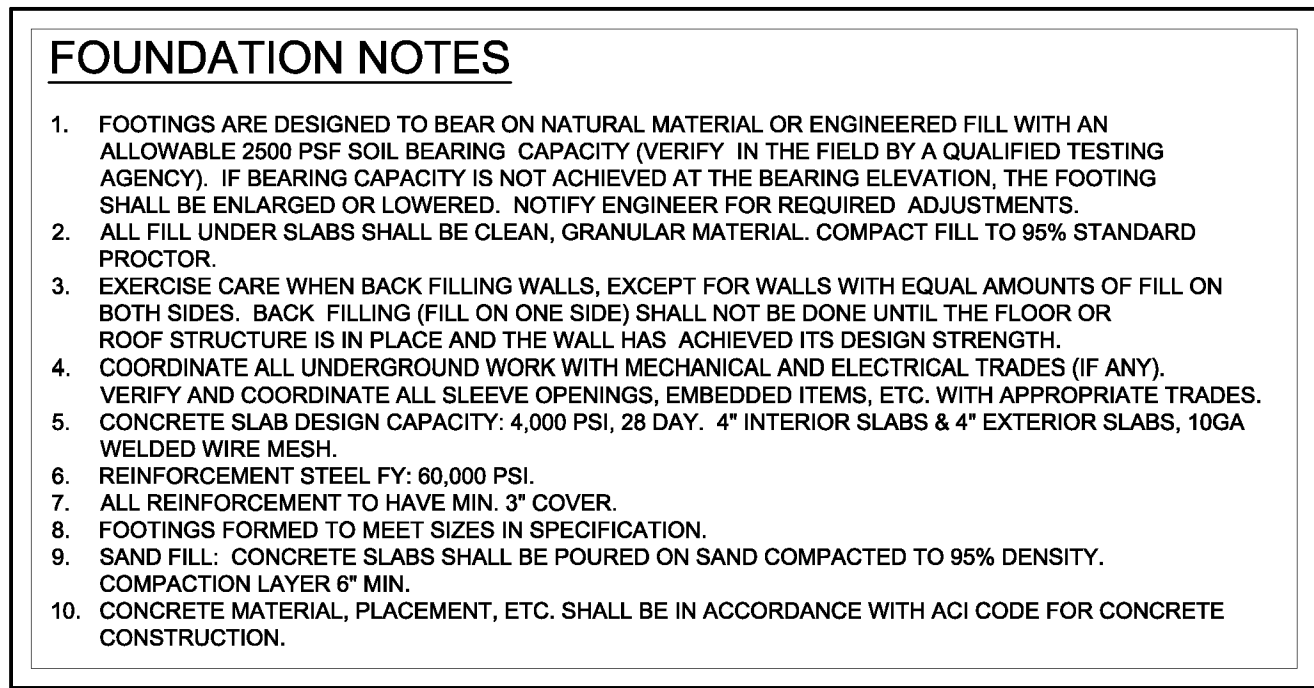 FOUNDATION NOTES
1. FOOTINGS ARE DESIGNED TO BEAR ON NATURAL MATERIAL OR ENGINEERED FILL WITH AN
ALLOWABLE 2500 PSF SOIL BEARING CAPACITY (VERIFY IN THE FIELD BY A QUALIFIED TESTING
AGENCY). IF BEARING CAPACITY IS NOT ACHIEVED AT THE BEARING ELEVATION, THE FOOTING
SHALL BE ENLARGED OR LOWERED. NOTIFY ENGINEER FOR REQUIRED ADJUSTMENTS.
2. ALL FILL UNDER SLABS SHALL BE CLEAN, GRANULAR MATERIAL. COMPACT FILL TO 95% STANDARD
PROCTOR.
3. EXERCISE CARE WHEN BACK FILLING WALLS, EXCEPT FOR WALLS WITH EQUAL AMOUNTS OF FILL ON
BOTH SIDES. BACK FILLING (FILL ON ONE SIDE) SHALL NOT BE DONE UNTIL THE FLOOR OR
ROOF STRUCTURE IS IN PLACE AND THE WALL HAS ACHIEVED ITS DESIGN STRENGTH.
4. COORDINATE ALL UNDERGROUND WORK WITH MECHANICAL AND ELECTRICAL TRADES (IF ANY).
VERIFY AND COORDINATE ALL SLEEVE OPENINGS, EMBEDDED ITEMS, ETC. WITH APPROPRIATE TRADES.
5. CONCRETE SLAB DESIGN CAPACITY: 4,000 PSI, 28 DAY. 4" INTERIOR SLABS & 4" EXTERIOR SLABS, 10GA
WELDED WIRE MESH.
6. REINFORCEMENT STEEL FY: 60,000 PSI.
7. ALL REINFORCEMENT TO HAVE MIN. 3" COVER.
8. FOOTINGS FORMED TO MEET SIZES IN SPECIFICATION.
9. SAND FILL: CONCRETE SLABS SHALL BE POURED ON SAND COMPACTED TO 95% DENSITY.
COMPACTION LAYER 6" MIN.
10. CONCRETE MATERIAL, PLACEMENT, ETC. SHALL BE IN ACCORDANCE WITH ACI CODE FOR CONCRETE
CONSTRUCTION.